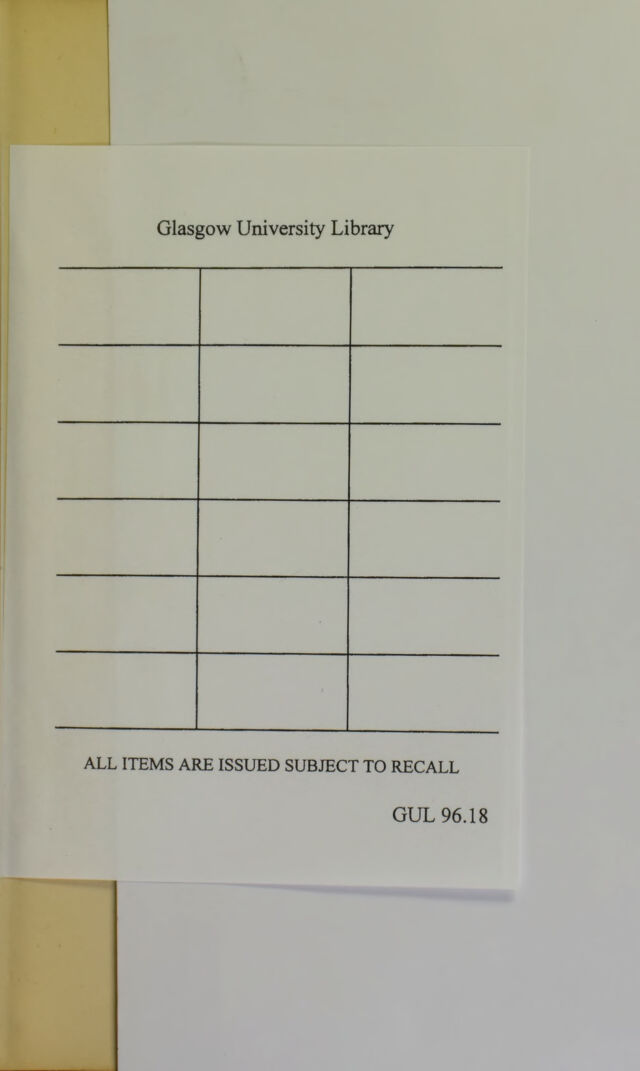 Glasgow University Library
ALL ITEMS ARE ISSUED SUBJECT TO RECALL
GUL 96.18